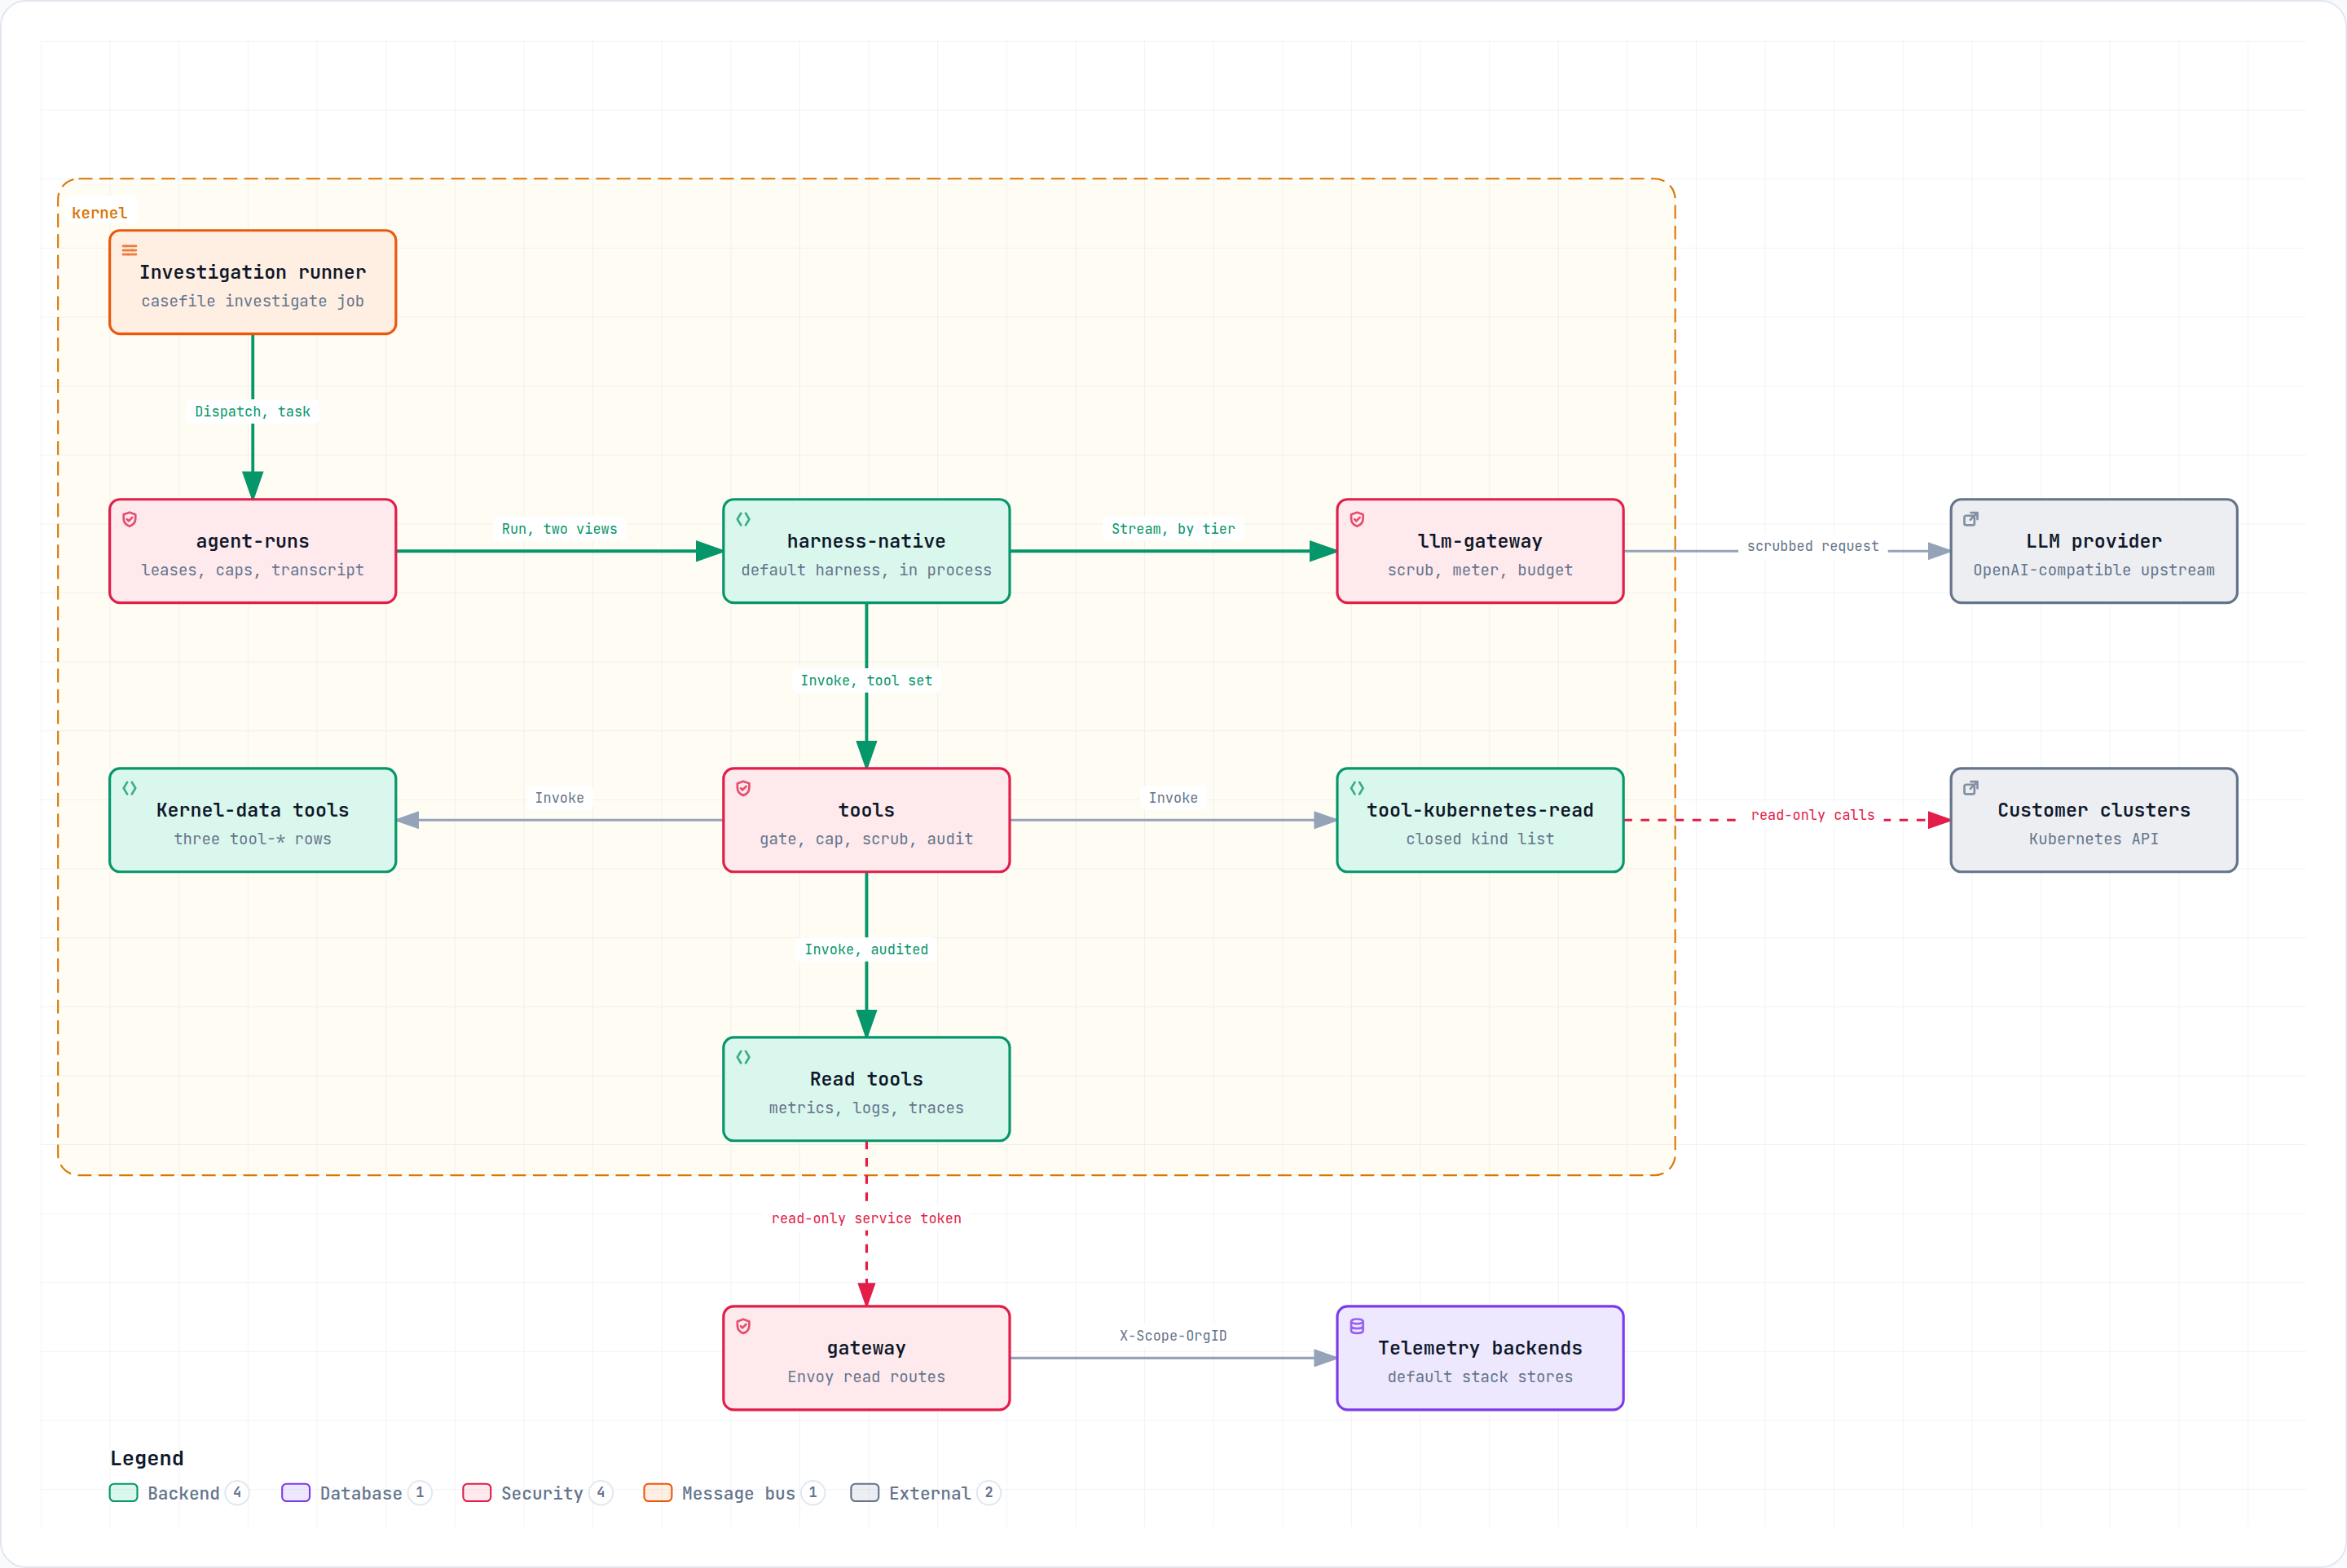 kernel
Investigation runner
casefile investigate job
Dispatch, task
agent-runs
leases, caps, transcript
Run, two views
harness-native
default harness, in process
Stream, by tier
llm-gateway
scrub, meter, budget
scrubbed request
LLM provider
OpenAI-compatible upstream
Invoke, tool set
Kernel-data tools
three tool-* rows
Invoke
tools
gate, cap, scrub, audit
Invoke
tool-kubernetes-read
closed kind list
read-only calls
Customer clusters
Kubernetes API
Invoke, audited
Read tools
metrics, logs, traces
read-only service token
gateway
Envoy read routes
X-Scope-OrgID
Telemetry backends
default stack stores
Legend
Backend 4 Database 1 Security 4 Message bus 1 External 2